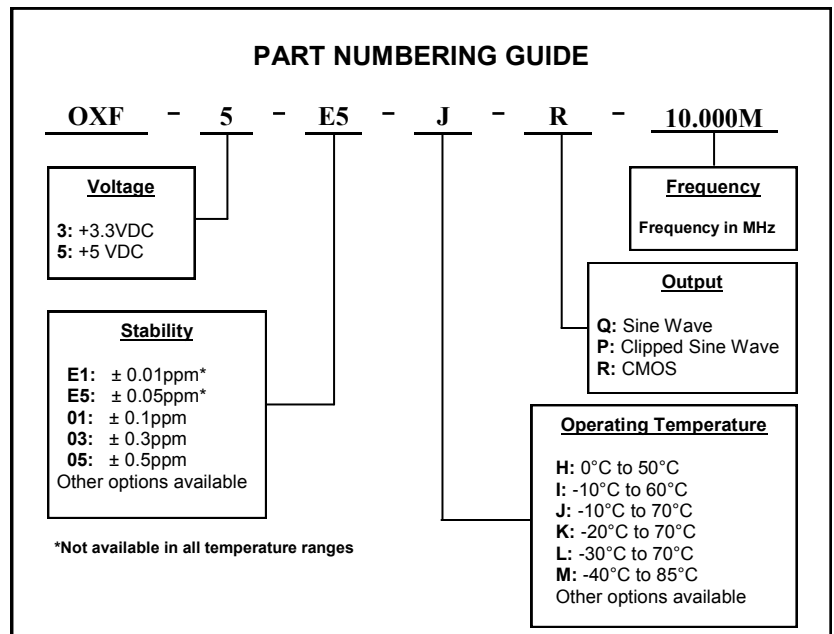 PART NUMBERING GUIDE
OXF - 5 - E5 - J - R - 10.000M
Voltage
3: +3.3VDC
5: +5 VDC
Frequency
Frequency in MHz
Output
Q: Sine Wave
P: Clipped Sine Wave
R: CMOS
Stability
E1: ± 0.01ppm*
E5: ± 0.05ppm*
01: ± 0.1ppm
03: ± 0.3ppm
05: ± 0.5ppm
Other options available
Operating Temperature
H: 0°C to 50°C
I: -10°C to 60°C
J: -10°C to 70°C
K: -20°C to 70°C
L: -30°C to 70°C
M: -40°C to 85°C
Other options available
*Not available in all temperature ranges